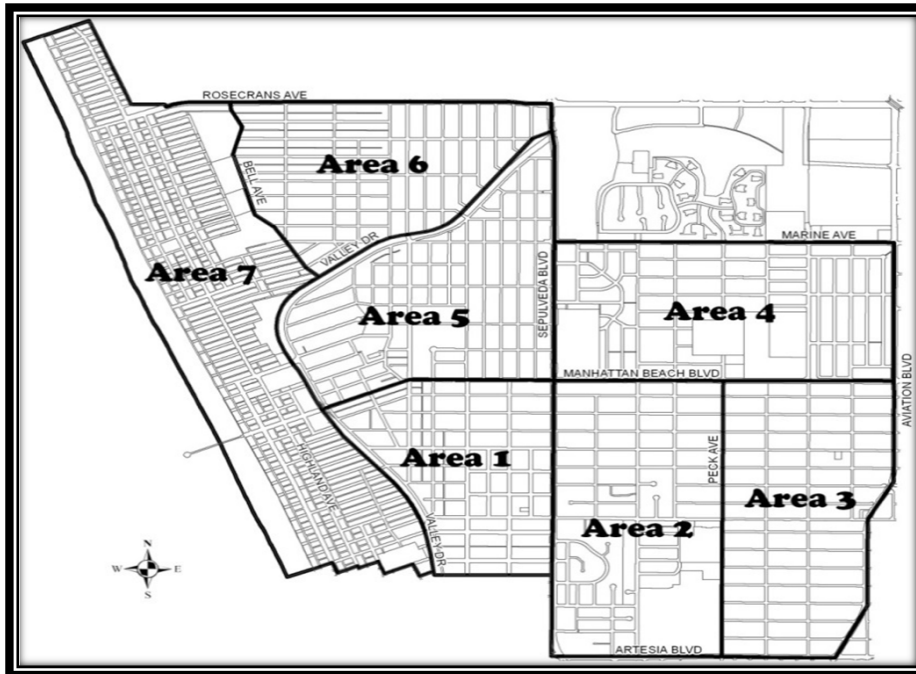 ROSECRANS AVE
Area 6
BELL AVE
VALLEY DR
MARINE AVE
Area 7
SEPULVEDA BLVD
Area 5
Area 4
MANHATTAN BEACH BLVD
AVIATION BLVD
HIGHLAND AVE
Area 1
PECK AVE
Area 3
VALLEY DR
Area 2
N
W E
S
ARTESIA BLVD